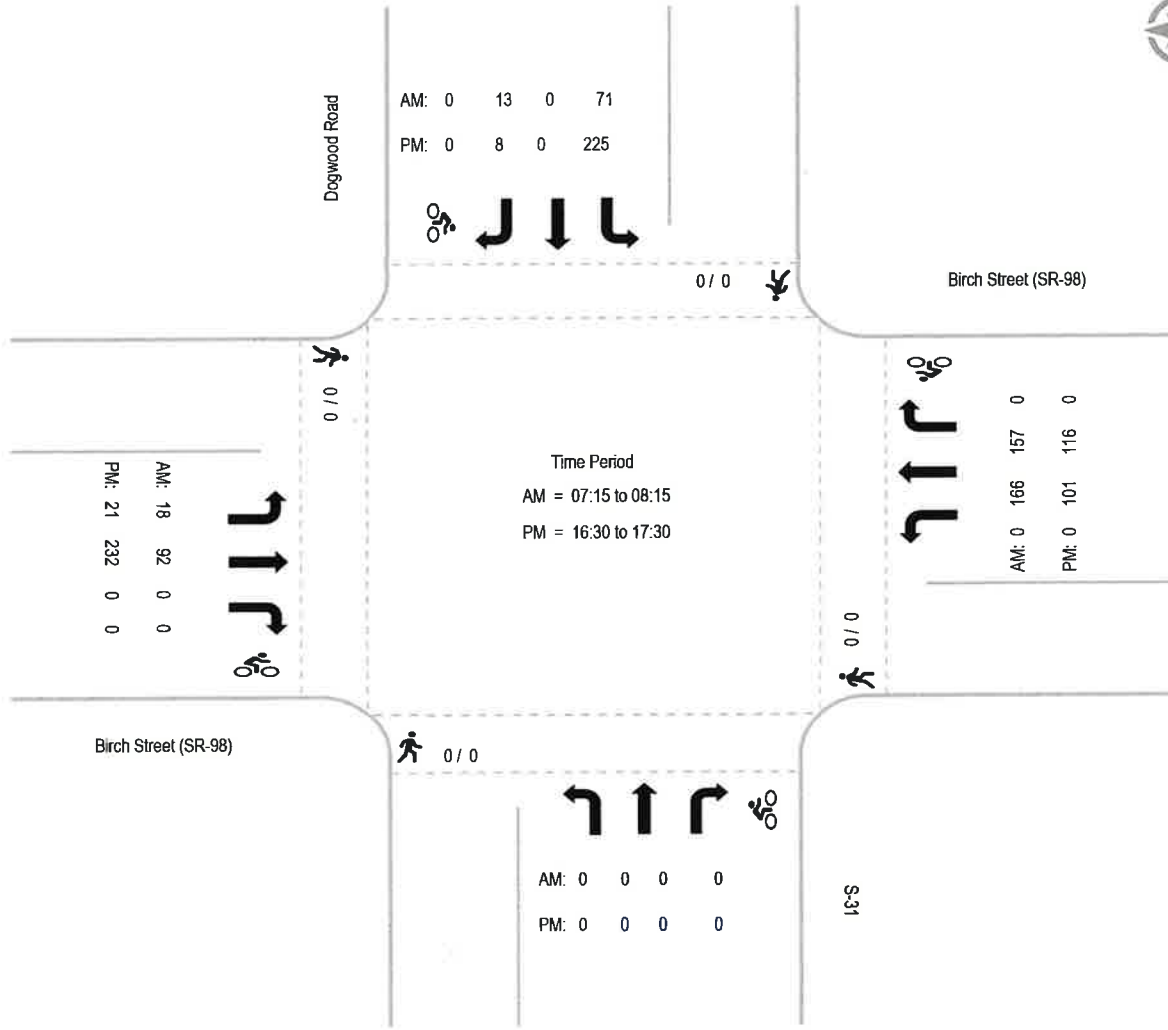 Dogwood Road
AM: 0 13 0 71
PM: 0 8 0 225
0 / 0
Birch Street (SR-98)
0 / 0
AM: 18 92 0 0
PM: 21 232 0 0
Time Period
AM = 07:15 to 08:15
PM = 16:30 to 17:30
AM: 0 166 157 0
PM: 0 101 116 0
0 / 0
Birch Street (SR-98)
0 / 0
AM: 0 0 0 0
PM: 0 0 0 0
S-31